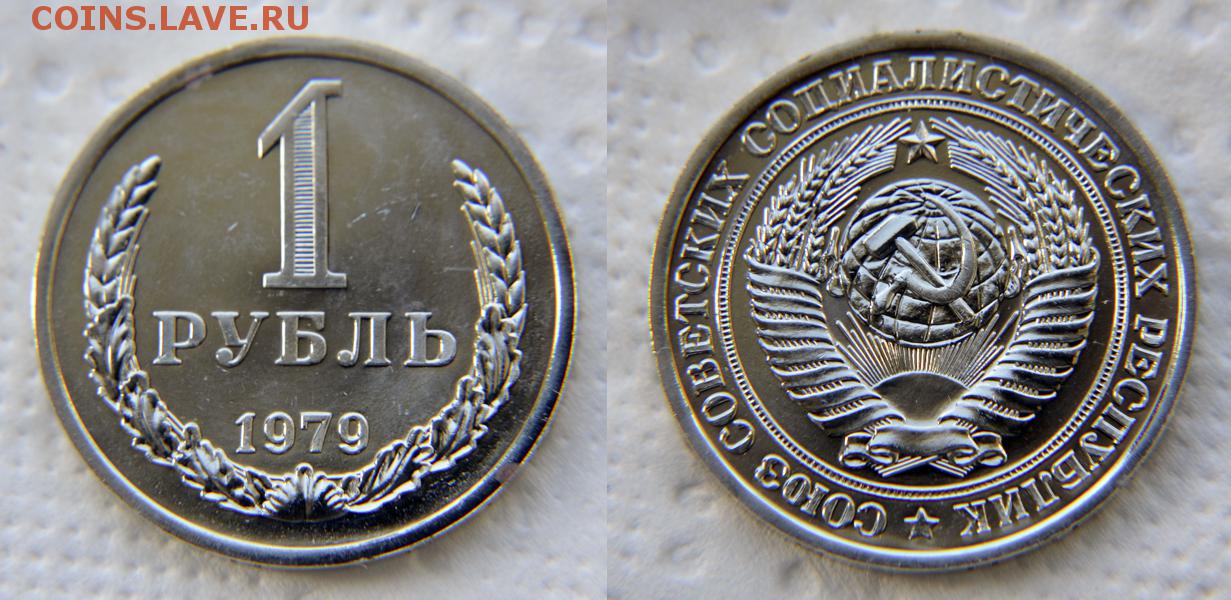 COINS.LAVE.RU
1
РУБЛЬ
1979
СОЮЗ СОВЕТСКИХ СОЦИАЛИСТИЧЕСКИХ РЕСПУБЛИК